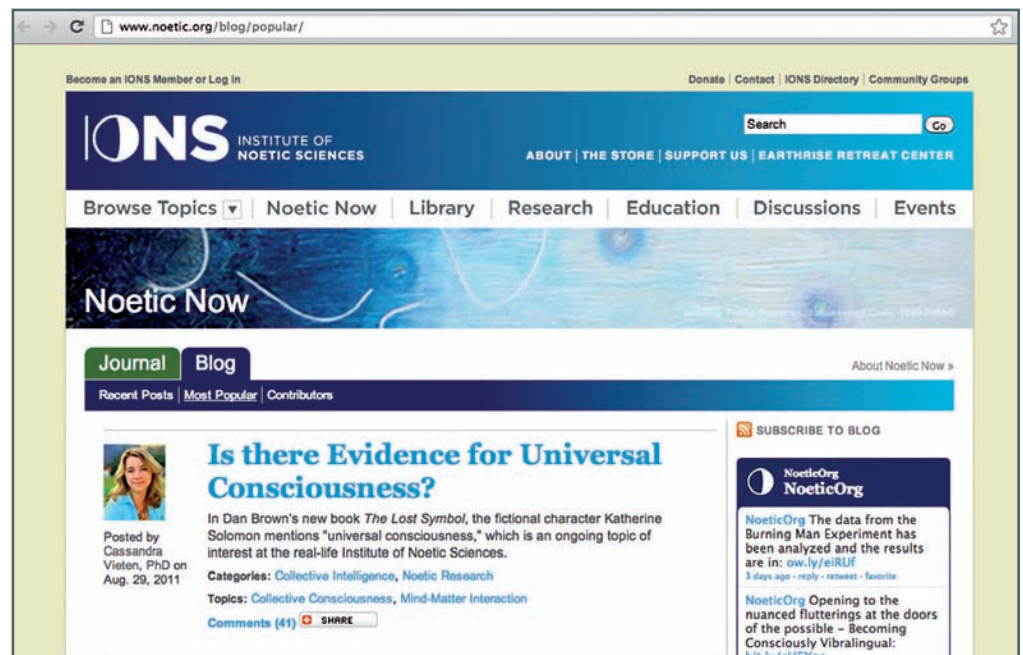 www.noetic.org/blog/popular/
Become an IONS Member or Log In
Donate | Contact | IONS Directory | Community Groups
IONS
INSTITUTE OF
NOETIC SCIENCES
Search
Go
ABOUT | THE STORE | SUPPORT US | EARTHRISE RETREAT CENTER
Browse Topics | Noetic Now | Library | Research | Education | Discussions | Events
Noetic Now
Journal
Blog
About Noetic Now »
Recent Posts | Most Popular | Contributors
Is there Evidence for Universal
Consciousness?
In Dan Brown's new book The Lost Symbol, the fictional character Katherine
Solomon mentions "universal consciousness," which is an ongoing topic of
interest at the real-life Institute of Noetic Sciences.
Categories: Collective Intelligence, Noetic Research
Topics: Collective Consciousness, Mind-Matter Interaction
Comments (41)
SHARE
Posted by
Cassandra
Vieten, PhD on
Aug. 29, 2011
SUBSCRIBE TO BLOG
NoeticOrg
NoeticOrg
NoeticOrg The data from the
Burning Man Experiment has
been analyzed and the results
are in: ow.ly/eiRUf
3 days ago · reply · retweet · favorite
NoeticOrg Opening to the
nuanced flutterings at the doors
of the possible – Becoming
Consciously Vibralingual: